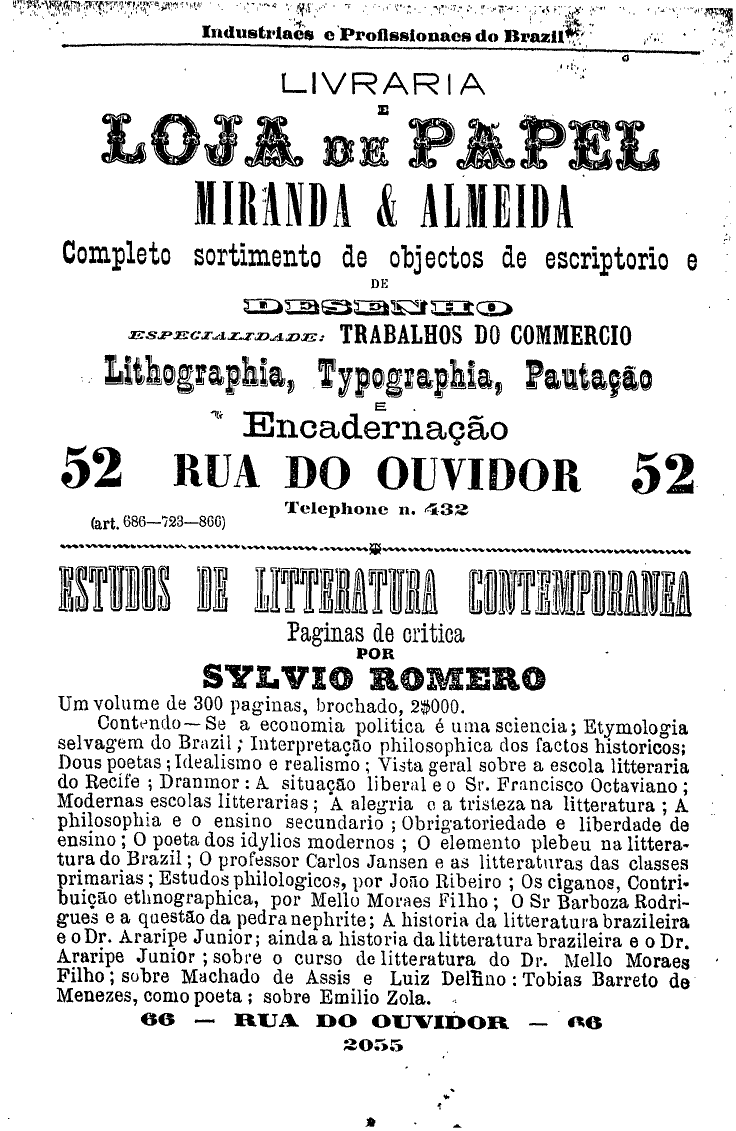 Industriaes e Profissionaes do Brazil
LIVRARIA
E
LOJA DE PAPEL
MIRANDA & ALMEIDA
Completo sortimento de objectos de escriptorio e
DE
DESENHO
ESPECIALIDADE: TRABALHOS DO COMMERCIO
Lithographia, Typographia, Pautação
E
Encadernação
52 RUA DO OUVIDOR 52
Telephone n. 432
(art. 686—723—866)
ESTUDOS DE LITTERATURA CONTEMPORANEA
Paginas de critica
POR
SYLVIO ROMERO
Um volume de 300 paginas, brochado, 2$000.
Contendo—Se a economia politica é uma sciencia; Etymologia
selvagem do Brazil; Interpretação philosophica dos factos historicos;
Dous poetas; Idealismo e realismo; Vista geral sobre a escola litteraria
do Recife; Dranmor: A situação liberal e o Sr. Francisco Octaviano;
Modernas escolas litterarias; A alegria e a tristeza na litteratura; A
philosophia e o ensino secundario; Obrigatoriedade e liberdade de
ensino; O poeta dos idylios modernos; O elemento plebeu na littera-
tura do Brazil; O professor Carlos Jansen e as litteraturas das classes
primarias; Estudos philologicos, por João Ribeiro; Os ciganos, Contri-
buição ethnographica, por Mello Moraes Filho; O Sr Barboza Rodri-
gues e a questão da pedra nephrite; A historia da litteratura brazileira
e o Dr. Araripe Junior; ainda a historia da litteratura brazileira e o Dr.
Araripe Junior; sobre o curso de litteratura do Dr. Mello Moraes
Filho; sobre Machado de Assis e Luiz Delfino: Tobias Barreto de
Menezes, como poeta; sobre Emilio Zola.
66 — RUA DO OUVIDOR — 66
2055